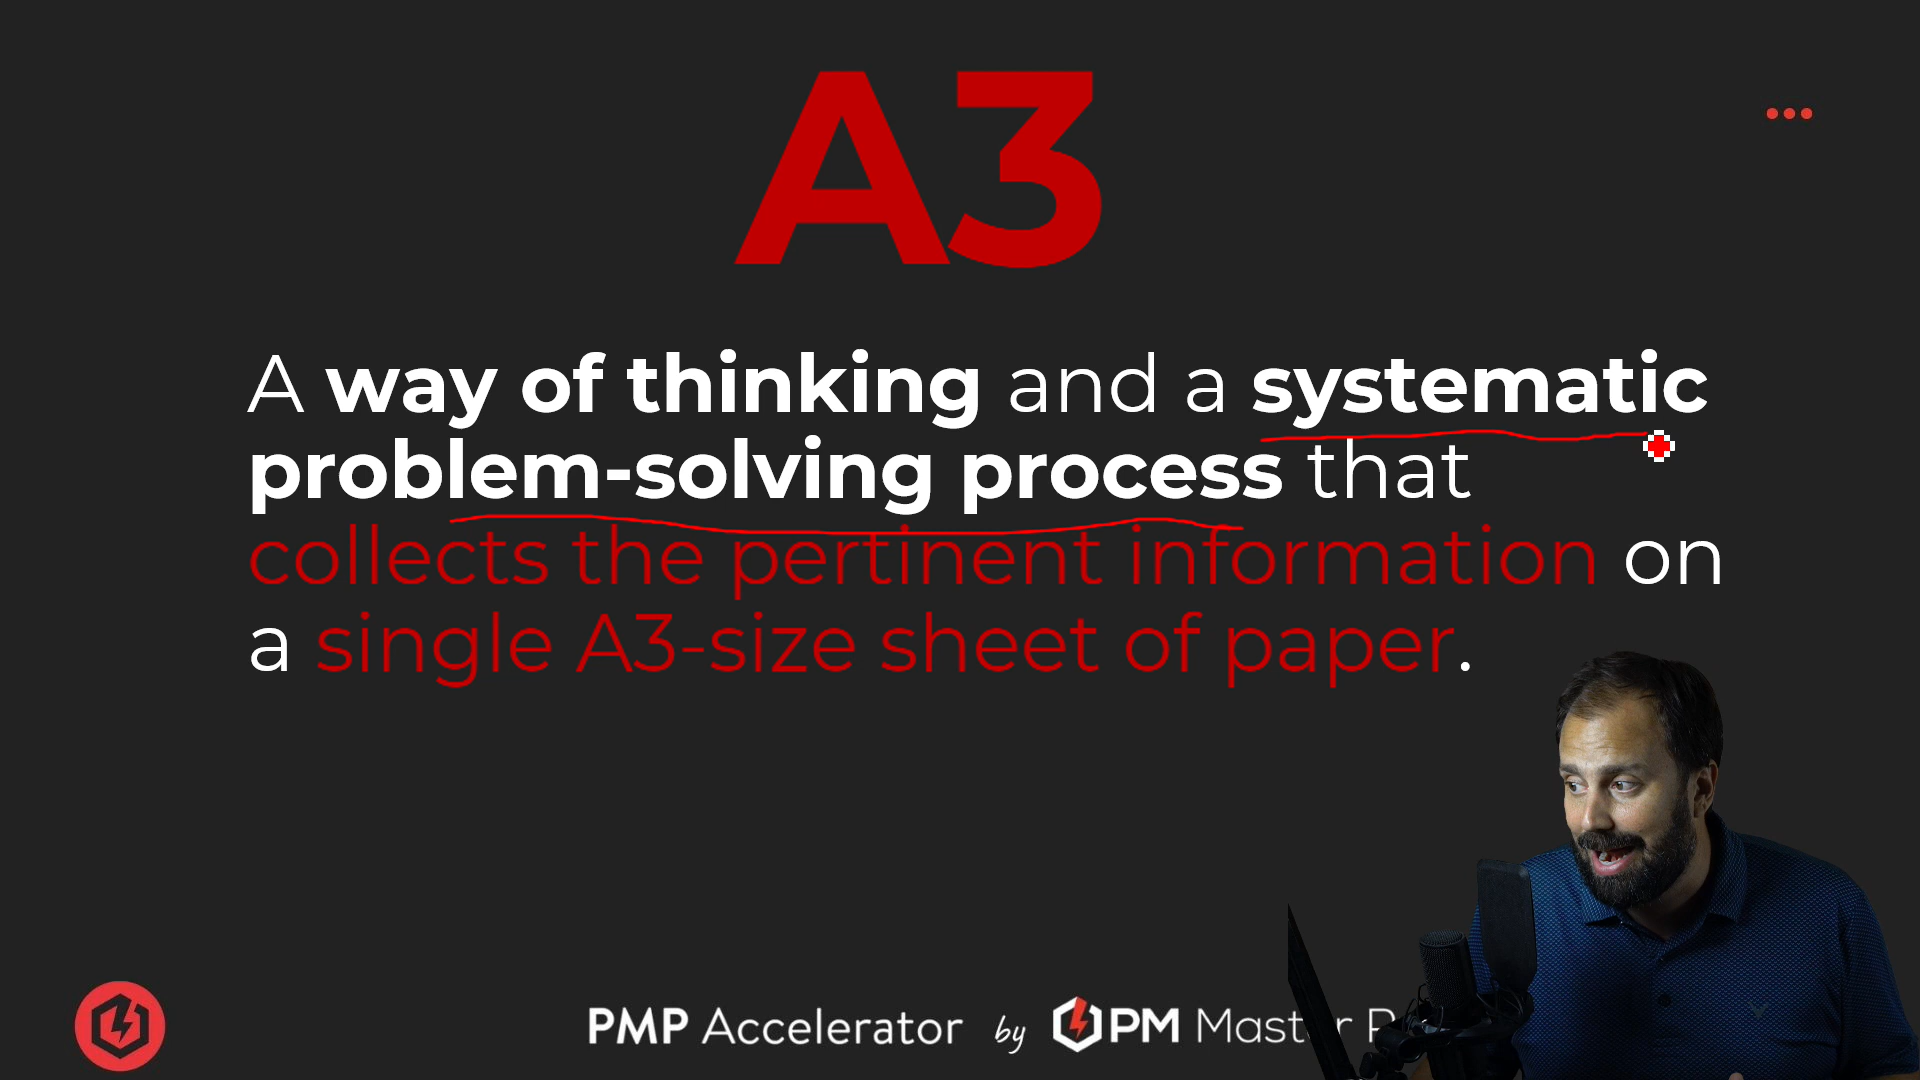 A3
A way of thinking and a systematic
problem-solving process that
collects the pertinent information on
a single A3-size sheet of paper.
PMP Accelerator by PM Master P